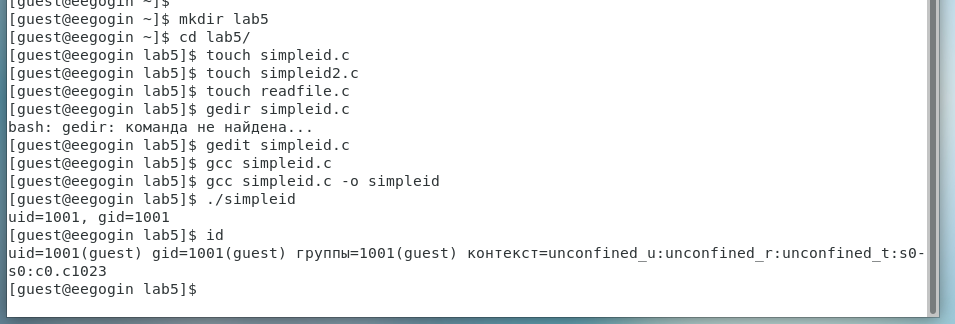 [guest@eegogin ~]$
[guest@eegogin ~]$ mkdir lab5
[guest@eegogin ~]$ cd lab5/
[guest@eegogin lab5]$ touch simpleid.c
[guest@eegogin lab5]$ touch simpleid2.c
[guest@eegogin lab5]$ touch readfile.c
[guest@eegogin lab5]$ gedir simpleid.c
bash: gedir: команда не найдена...
[guest@eegogin lab5]$ gedit simpleid.c
[guest@eegogin lab5]$ gcc simpleid.c
[guest@eegogin lab5]$ gcc simpleid.c -o simpleid
[guest@eegogin lab5]$ ./simpleid
uid=1001, gid=1001
[guest@eegogin lab5]$ id
uid=1001(guest) gid=1001(guest) группы=1001(guest) контекст=unconfined_u:unconfined_r:unconfined_t:s0-
s0:c0.c1023
[guest@eegogin lab5]$